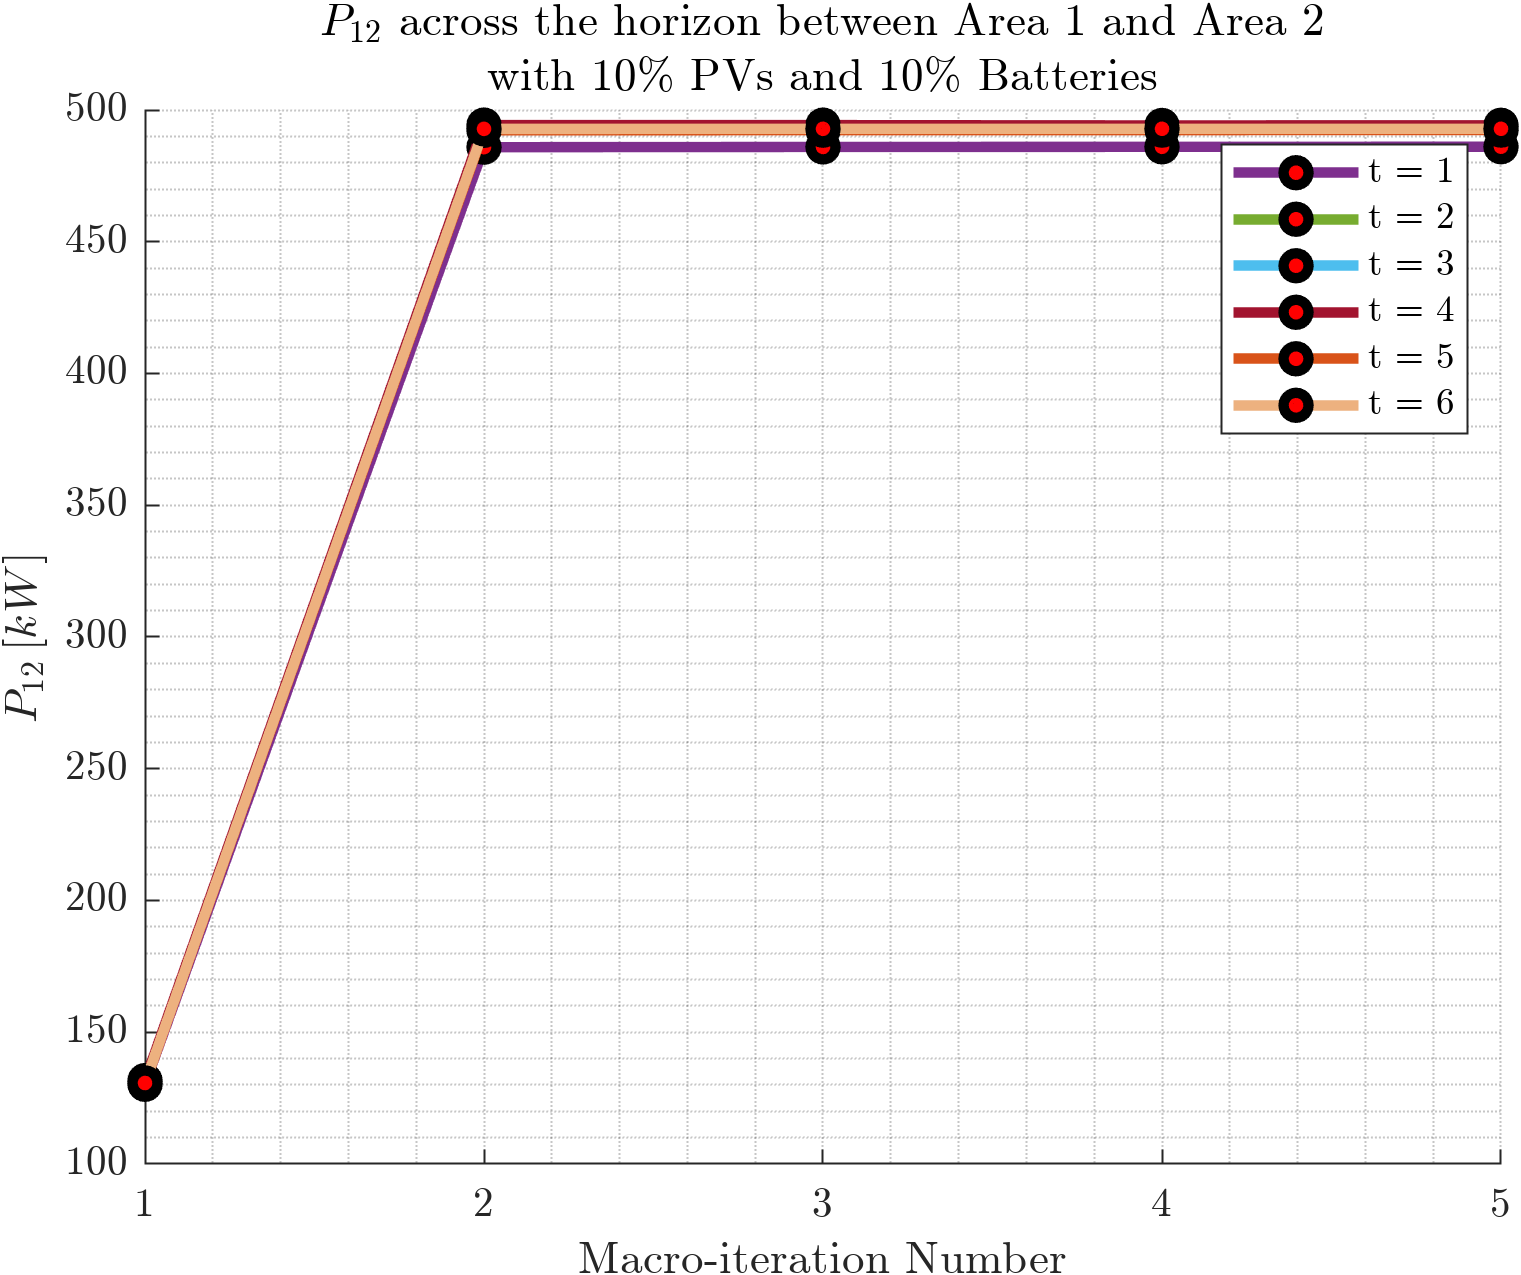 P₁₂ across the horizon between Area 1 and Area 2
with 10% PVs and 10% Batteries
500
450
400
350
300
250
200
150
100
P₁₂ [kW]
t = 1
t = 2
t = 3
t = 4
t = 5
t = 6
1 2 3 4 5
Macro-iteration Number